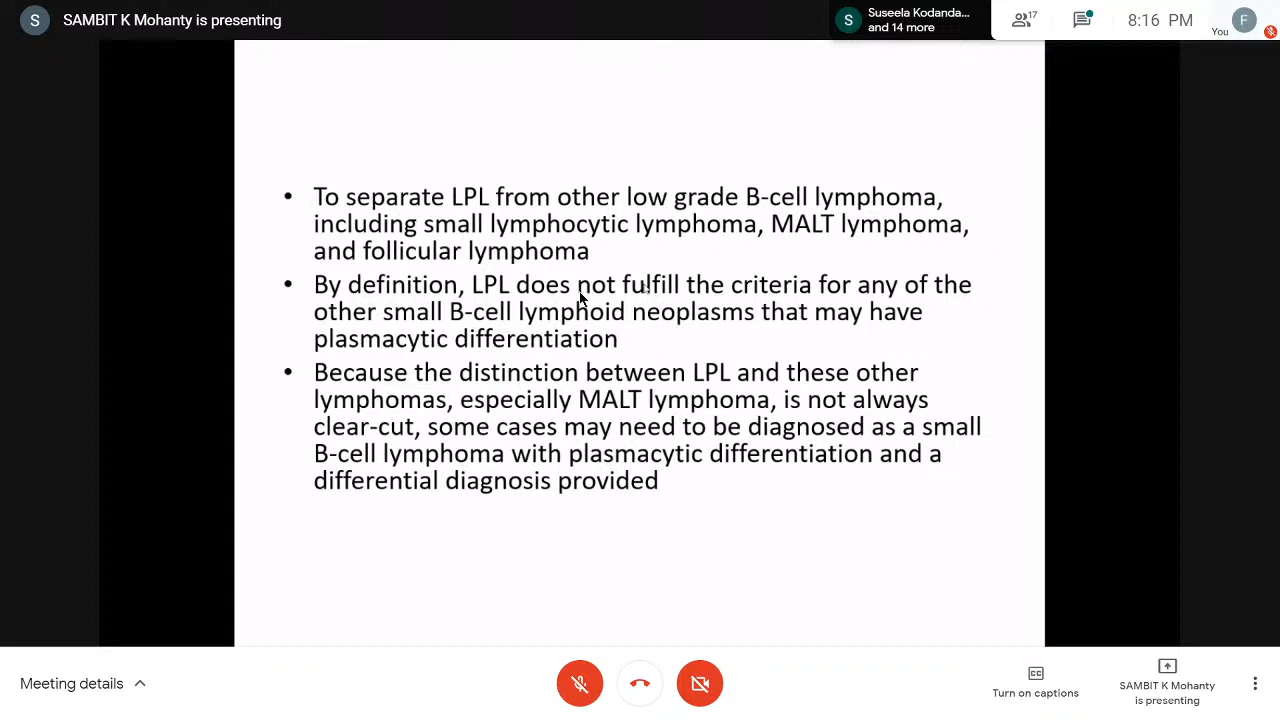 S SAMBIT K Mohanty is presenting
S Suseela Kodanda...
and 14 more
17
8:16 PM
You F
• To separate LPL from other low grade B-cell lymphoma,
including small lymphocytic lymphoma, MALT lymphoma,
and follicular lymphoma
• By definition, LPL does not fulfill the criteria for any of the
other small B-cell lymphoid neoplasms that may have
plasmacytic differentiation
• Because the distinction between LPL and these other
lymphomas, especially MALT lymphoma, is not always
clear-cut, some cases may need to be diagnosed as a small
B-cell lymphoma with plasmacytic differentiation and a
differential diagnosis provided
Meeting details
CC
Turn on captions
SAMBIT K Mohanty
is presenting